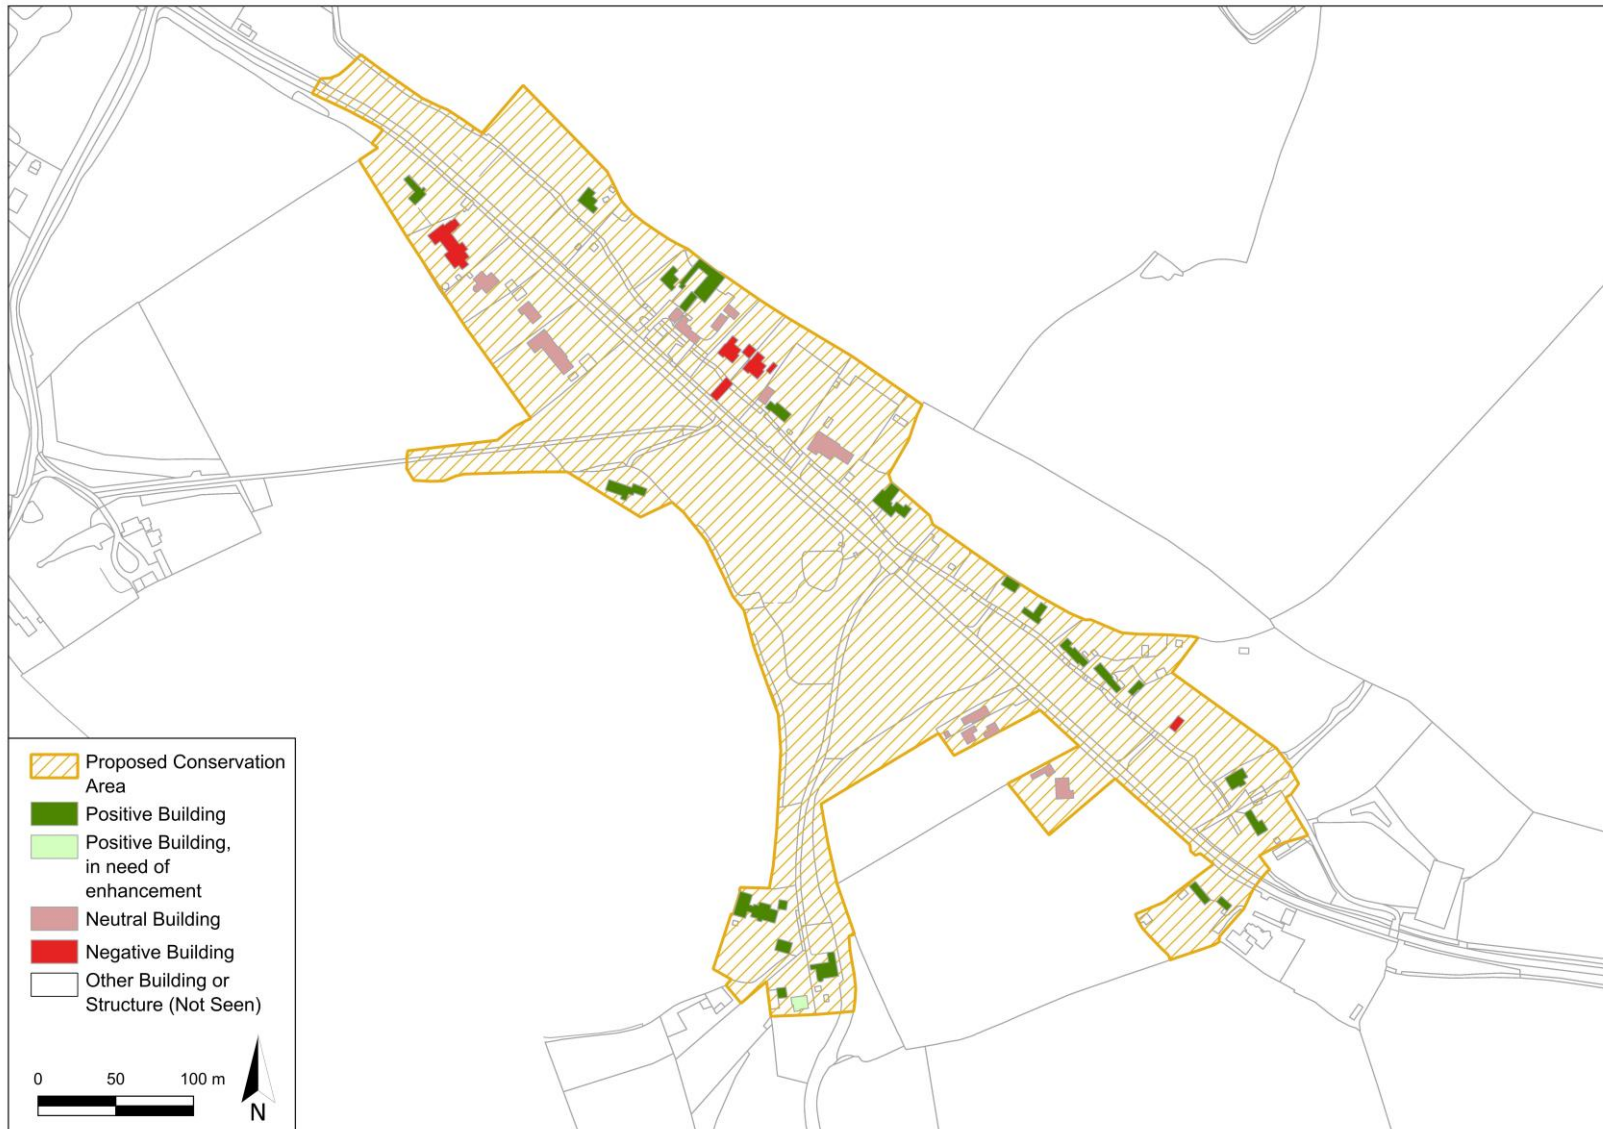 Proposed Conservation
Area
Positive Building
Positive Building,
in need of
enhancement
Neutral Building
Negative Building
Other Building or
Structure (Not Seen)
0 50 100 m
N